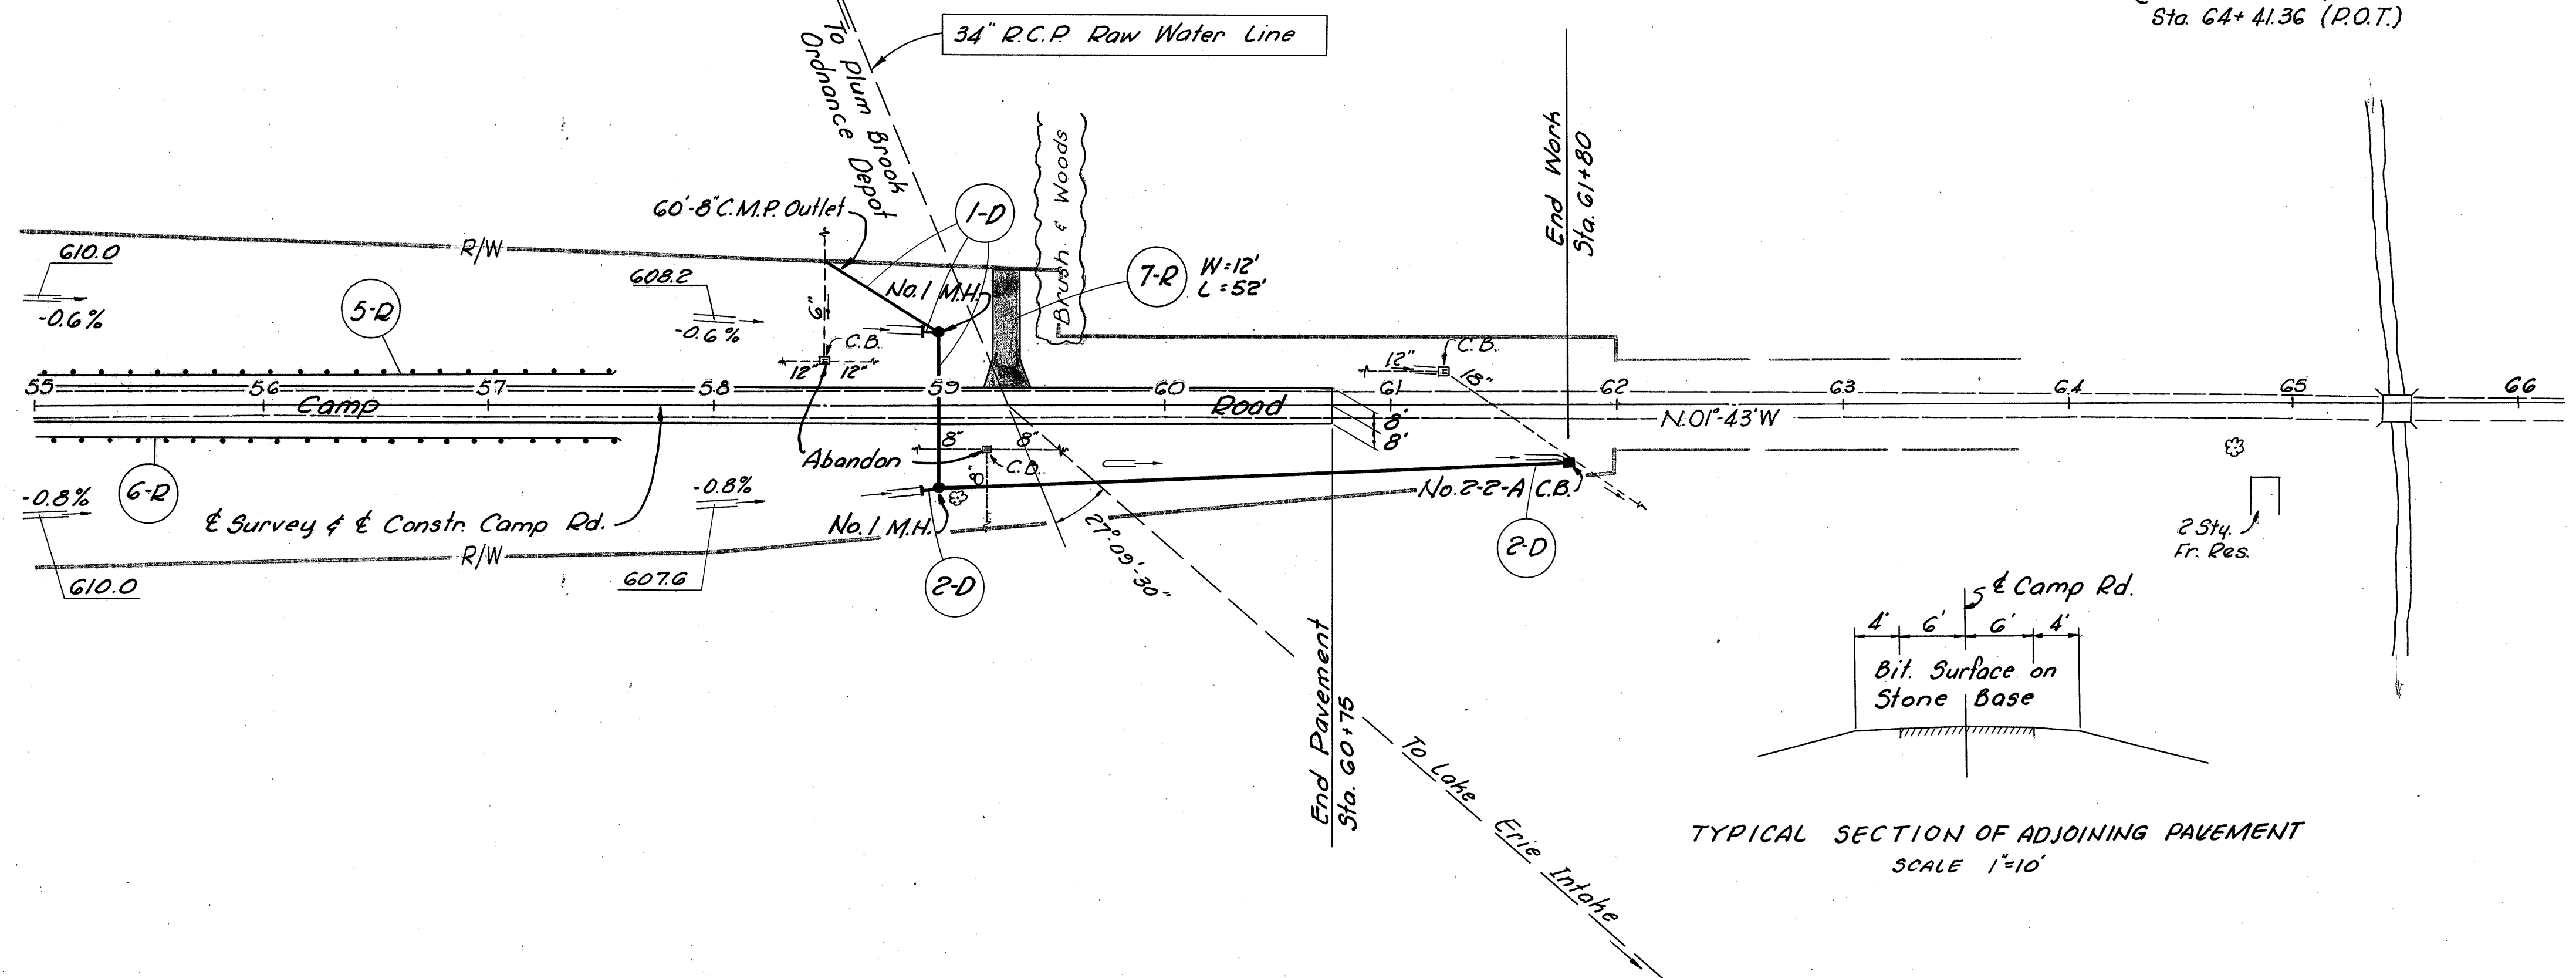 Sta. 64+41.36 (P.O.T.)
34" R.C.P. Raw Water Line
To Plum Brook
Ordnance Depot
Brush & Woods
End Work
Sta. 61+80
60'-8" C.M.P. Outlet
1-D
R/W
610.0
-0.6%
5-R
608.2
-0.6%
No.1 M.H.
7-R
W=12'
L=52'
6"
C.B.
12" 12"
12"
C.B.
18"
55 56 57 58 59 60 61 62 63 64 65 66
Camp Road
8'
8'
N.01°-43'W
8" 8"
C.B.
8"
Abandon
-0.8%
6-R
-0.8%
℄ Survey & ℄ Constr. Camp Rd.
No.1 M.H.
No.2-2-A C.B.
27°-09'-30"
R/W
610.0
607.6
2-D
2-D
2 Sty.
Fr. Res.
℄ Camp Rd.
4' 6' 6' 4'
Bit. Surface on
Stone Base
End Pavement
Sta. 60+75
To Lake Erie Intake
TYPICAL SECTION OF ADJOINING PAVEMENT
SCALE 1"=10'